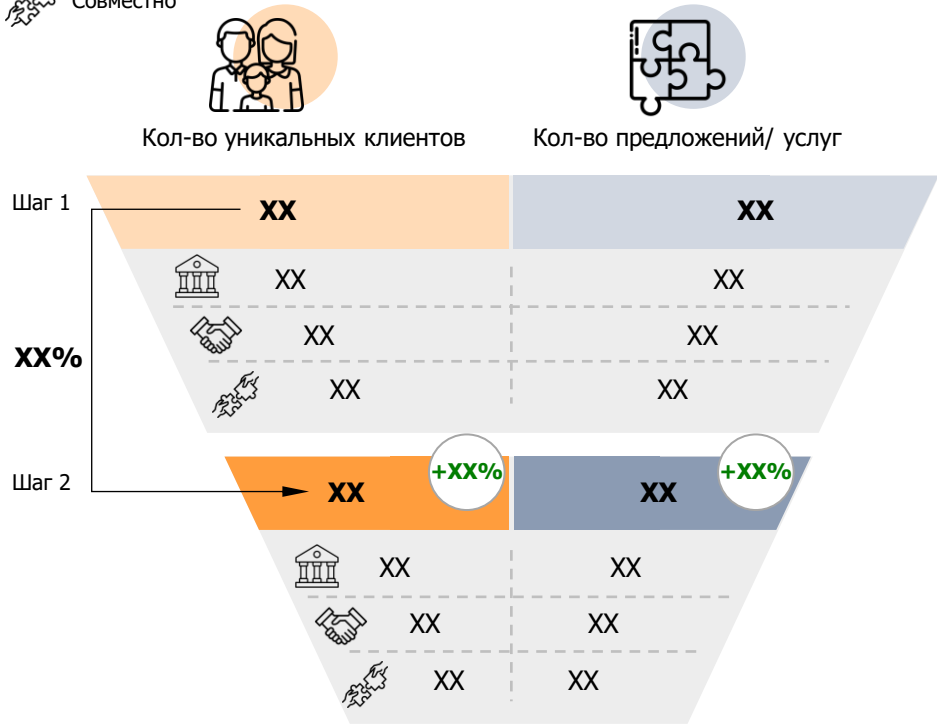 Совместно
Кол-во уникальных клиентов
Кол-во предложений/ услуг
Шаг 1
XX
XX
XX
XX
XX
XX
XX%
XX
XX
Шаг 2
XX
+XX%
XX
+XX%
XX
XX
XX
XX
XX
XX